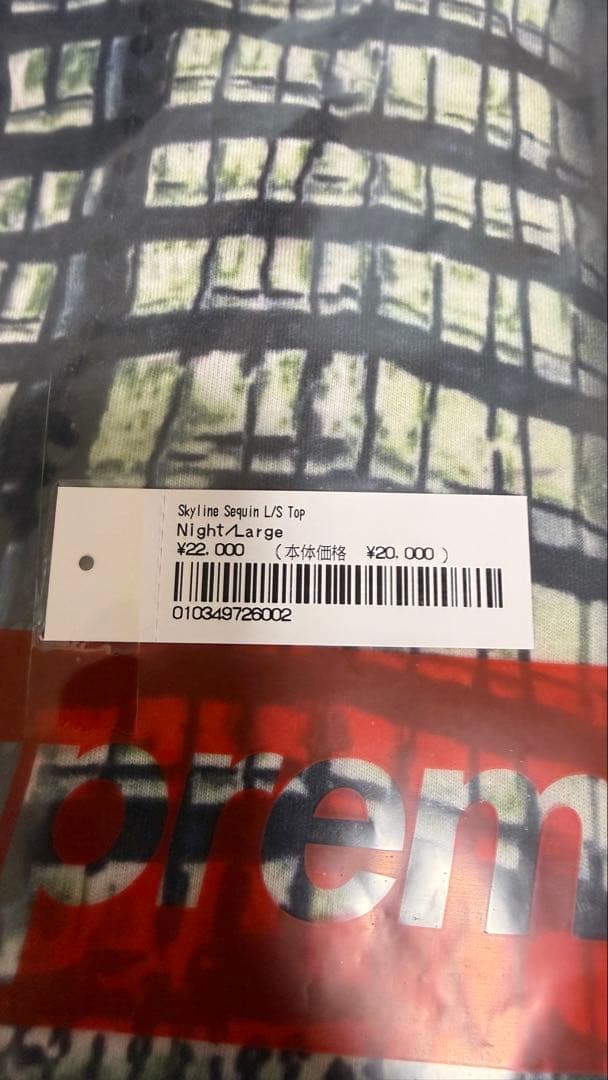 Skyline Sequin L/S Top
Night/Large
¥22.000 (本体価格 ¥20.000)
010349726002
prem